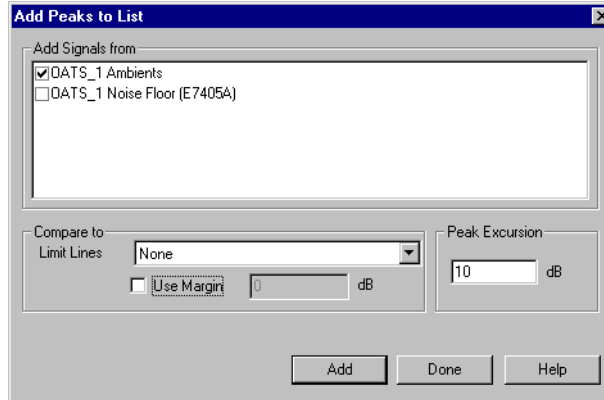 Add Peaks to List
Add Signals from
OATS_1 Ambients
OATS_1 Noise Floor (E7405A)
Compare to
Limit Lines None
Use Margin 0 dB
Peak Excursion
10 dB
Add Done Help